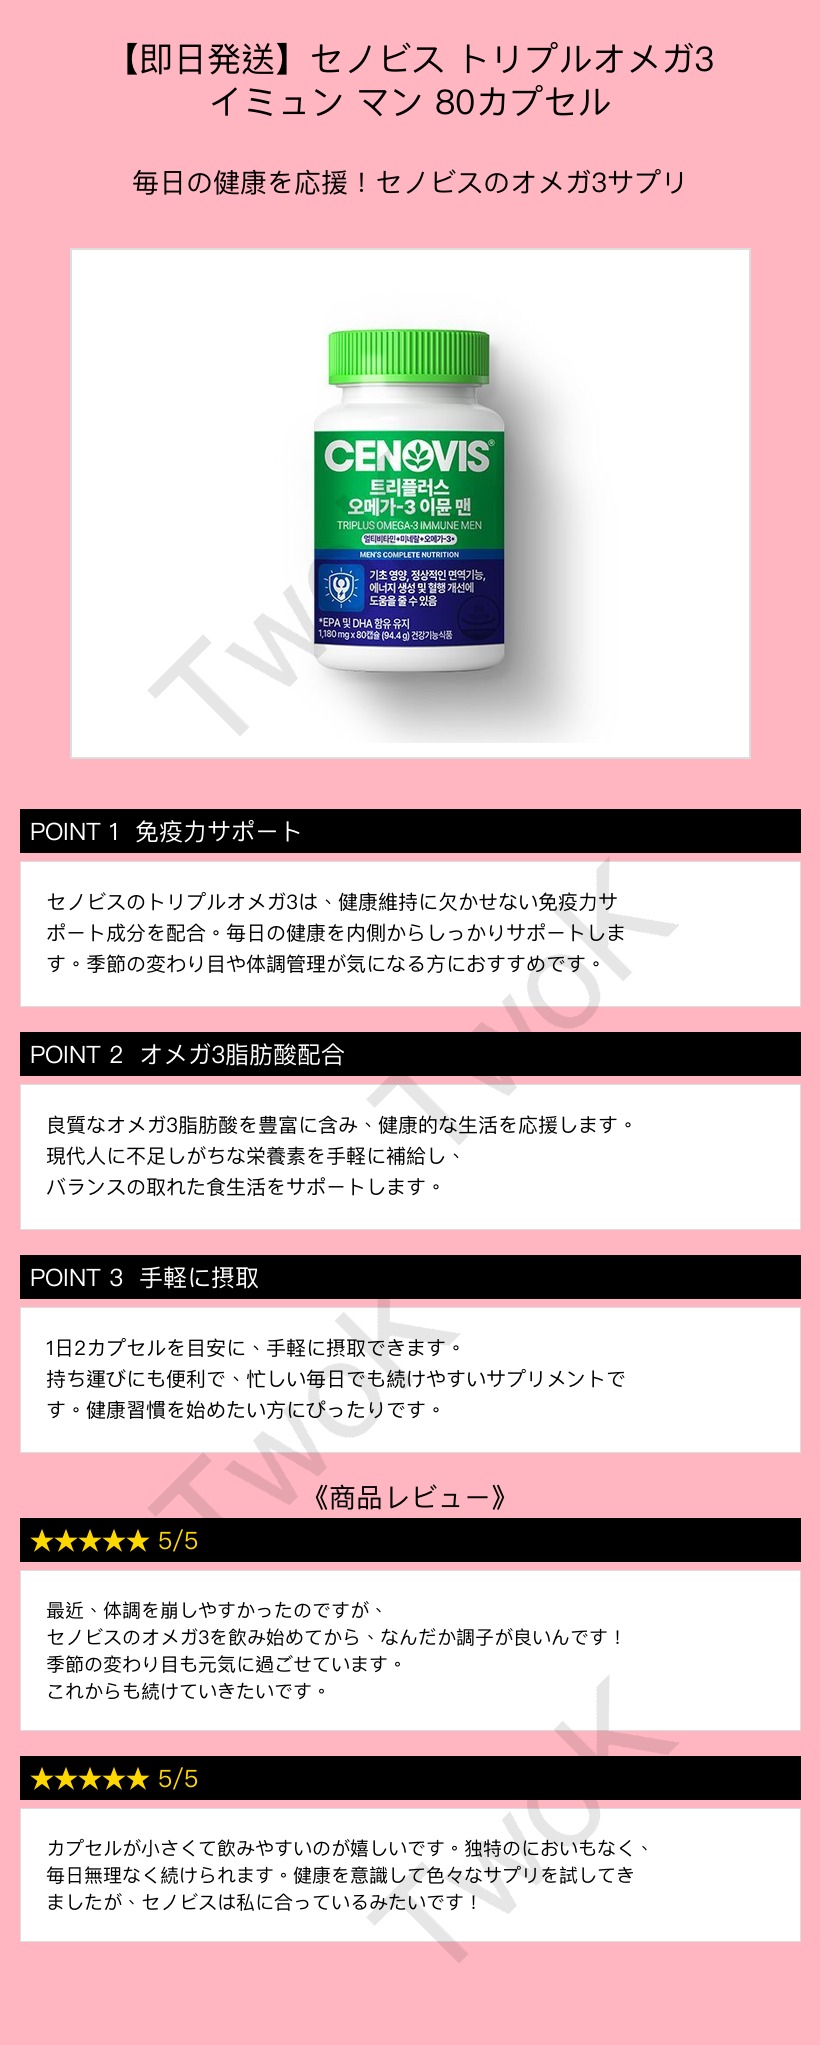 【即日発送】セノビス トリプルオメガ3
イミュン マン 80カプセル
毎日の健康を応援！セノビスのオメガ3サプリ
CENOVIS®
트리플러스
오메가-3 이뮨 맨
TRIPLUS OMEGA-3 IMMUNE MEN
멀티비타민+미네랄+오메가-3*
MEN'S COMPLETE NUTRITION
기초 영양, 정상적인 면역기능,
에너지 생성 및 혈행 개선에
도움을 줄 수 있음
*EPA 및 DHA 함유 유지
1,180 mg x 80캡슐 (94.4 g) 건강기능식품
TwoK
POINT 1 免疫力サポート
セノビスのトリプルオメガ3は、健康維持に欠かせない免疫力サ
ポート成分を配合。毎日の健康を内側からしっかりサポートしま
す。季節の変わり目や体調管理が気になる方におすすめです。
TwoK
POINT 2 オメガ3脂肪酸配合
良質なオメガ3脂肪酸を豊富に含み、健康的な生活を応援します。
現代人に不足しがちな栄養素を手軽に補給し、
バランスの取れた食生活をサポートします。
POINT 3 手軽に摂取
1日2カプセルを目安に、手軽に摂取できます。
持ち運びにも便利で、忙しい毎日でも続けやすいサプリメントで
す。健康習慣を始めたい方にぴったりです。
TwoK
《商品レビュー》
★★★★★ 5/5
最近、体調を崩しやすかったのですが、
セノビスのオメガ3を飲み始めてから、なんだか調子が良いんです！
季節の変わり目も元気に過ごせています。
これからも続けていきたいです。
★★★★★ 5/5
カプセルが小さくて飲みやすいのが嬉しいです。独特のにおいもなく、
毎日無理なく続けられます。健康を意識して色々なサプリを試してき
ましたが、セノビスは私に合っているみたいです！
TwoK